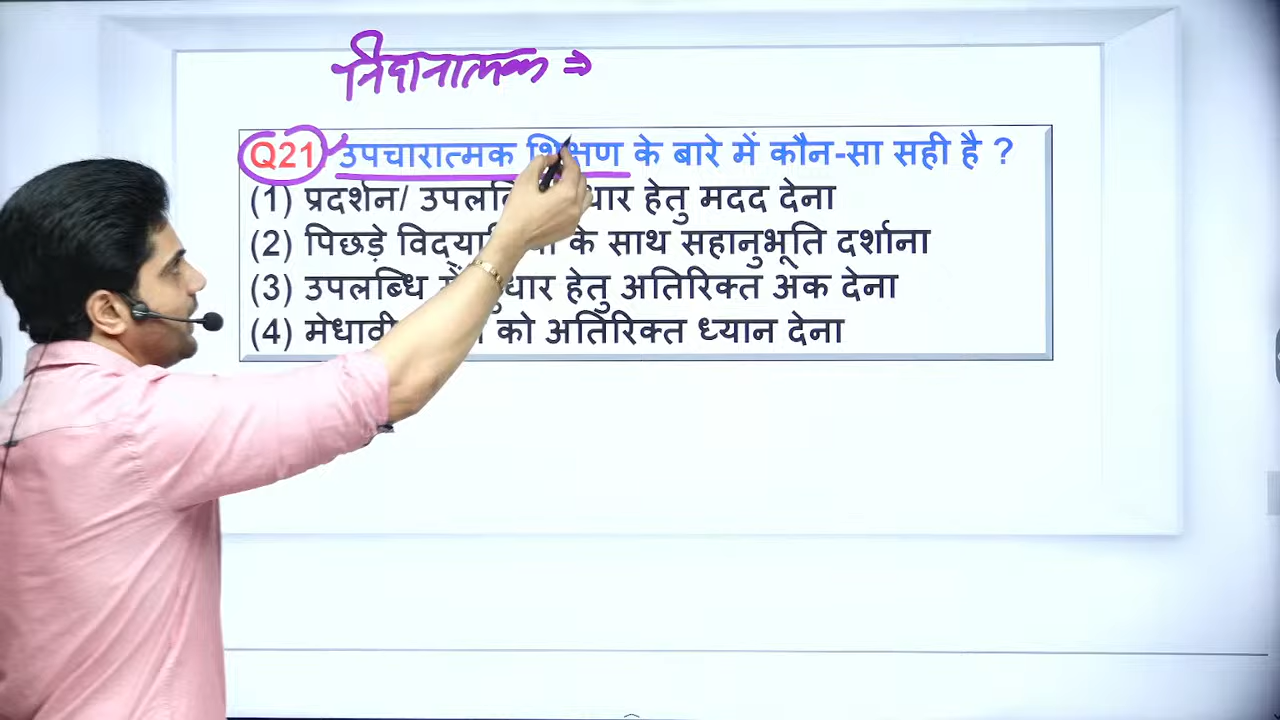 निदानात्मक ⇒
Q21 उपचारात्मक शिक्षण के बारे में कौन-सा सही है ?
(1) प्रदर्शन/ हेतु मदद देना
(2) पिछड़े के साथ सहानुभूति दर्शाना
(3) उपलब्धि हेतु अतिरिक्त अंक देना
(4) को अतिरिक्त ध्यान देना